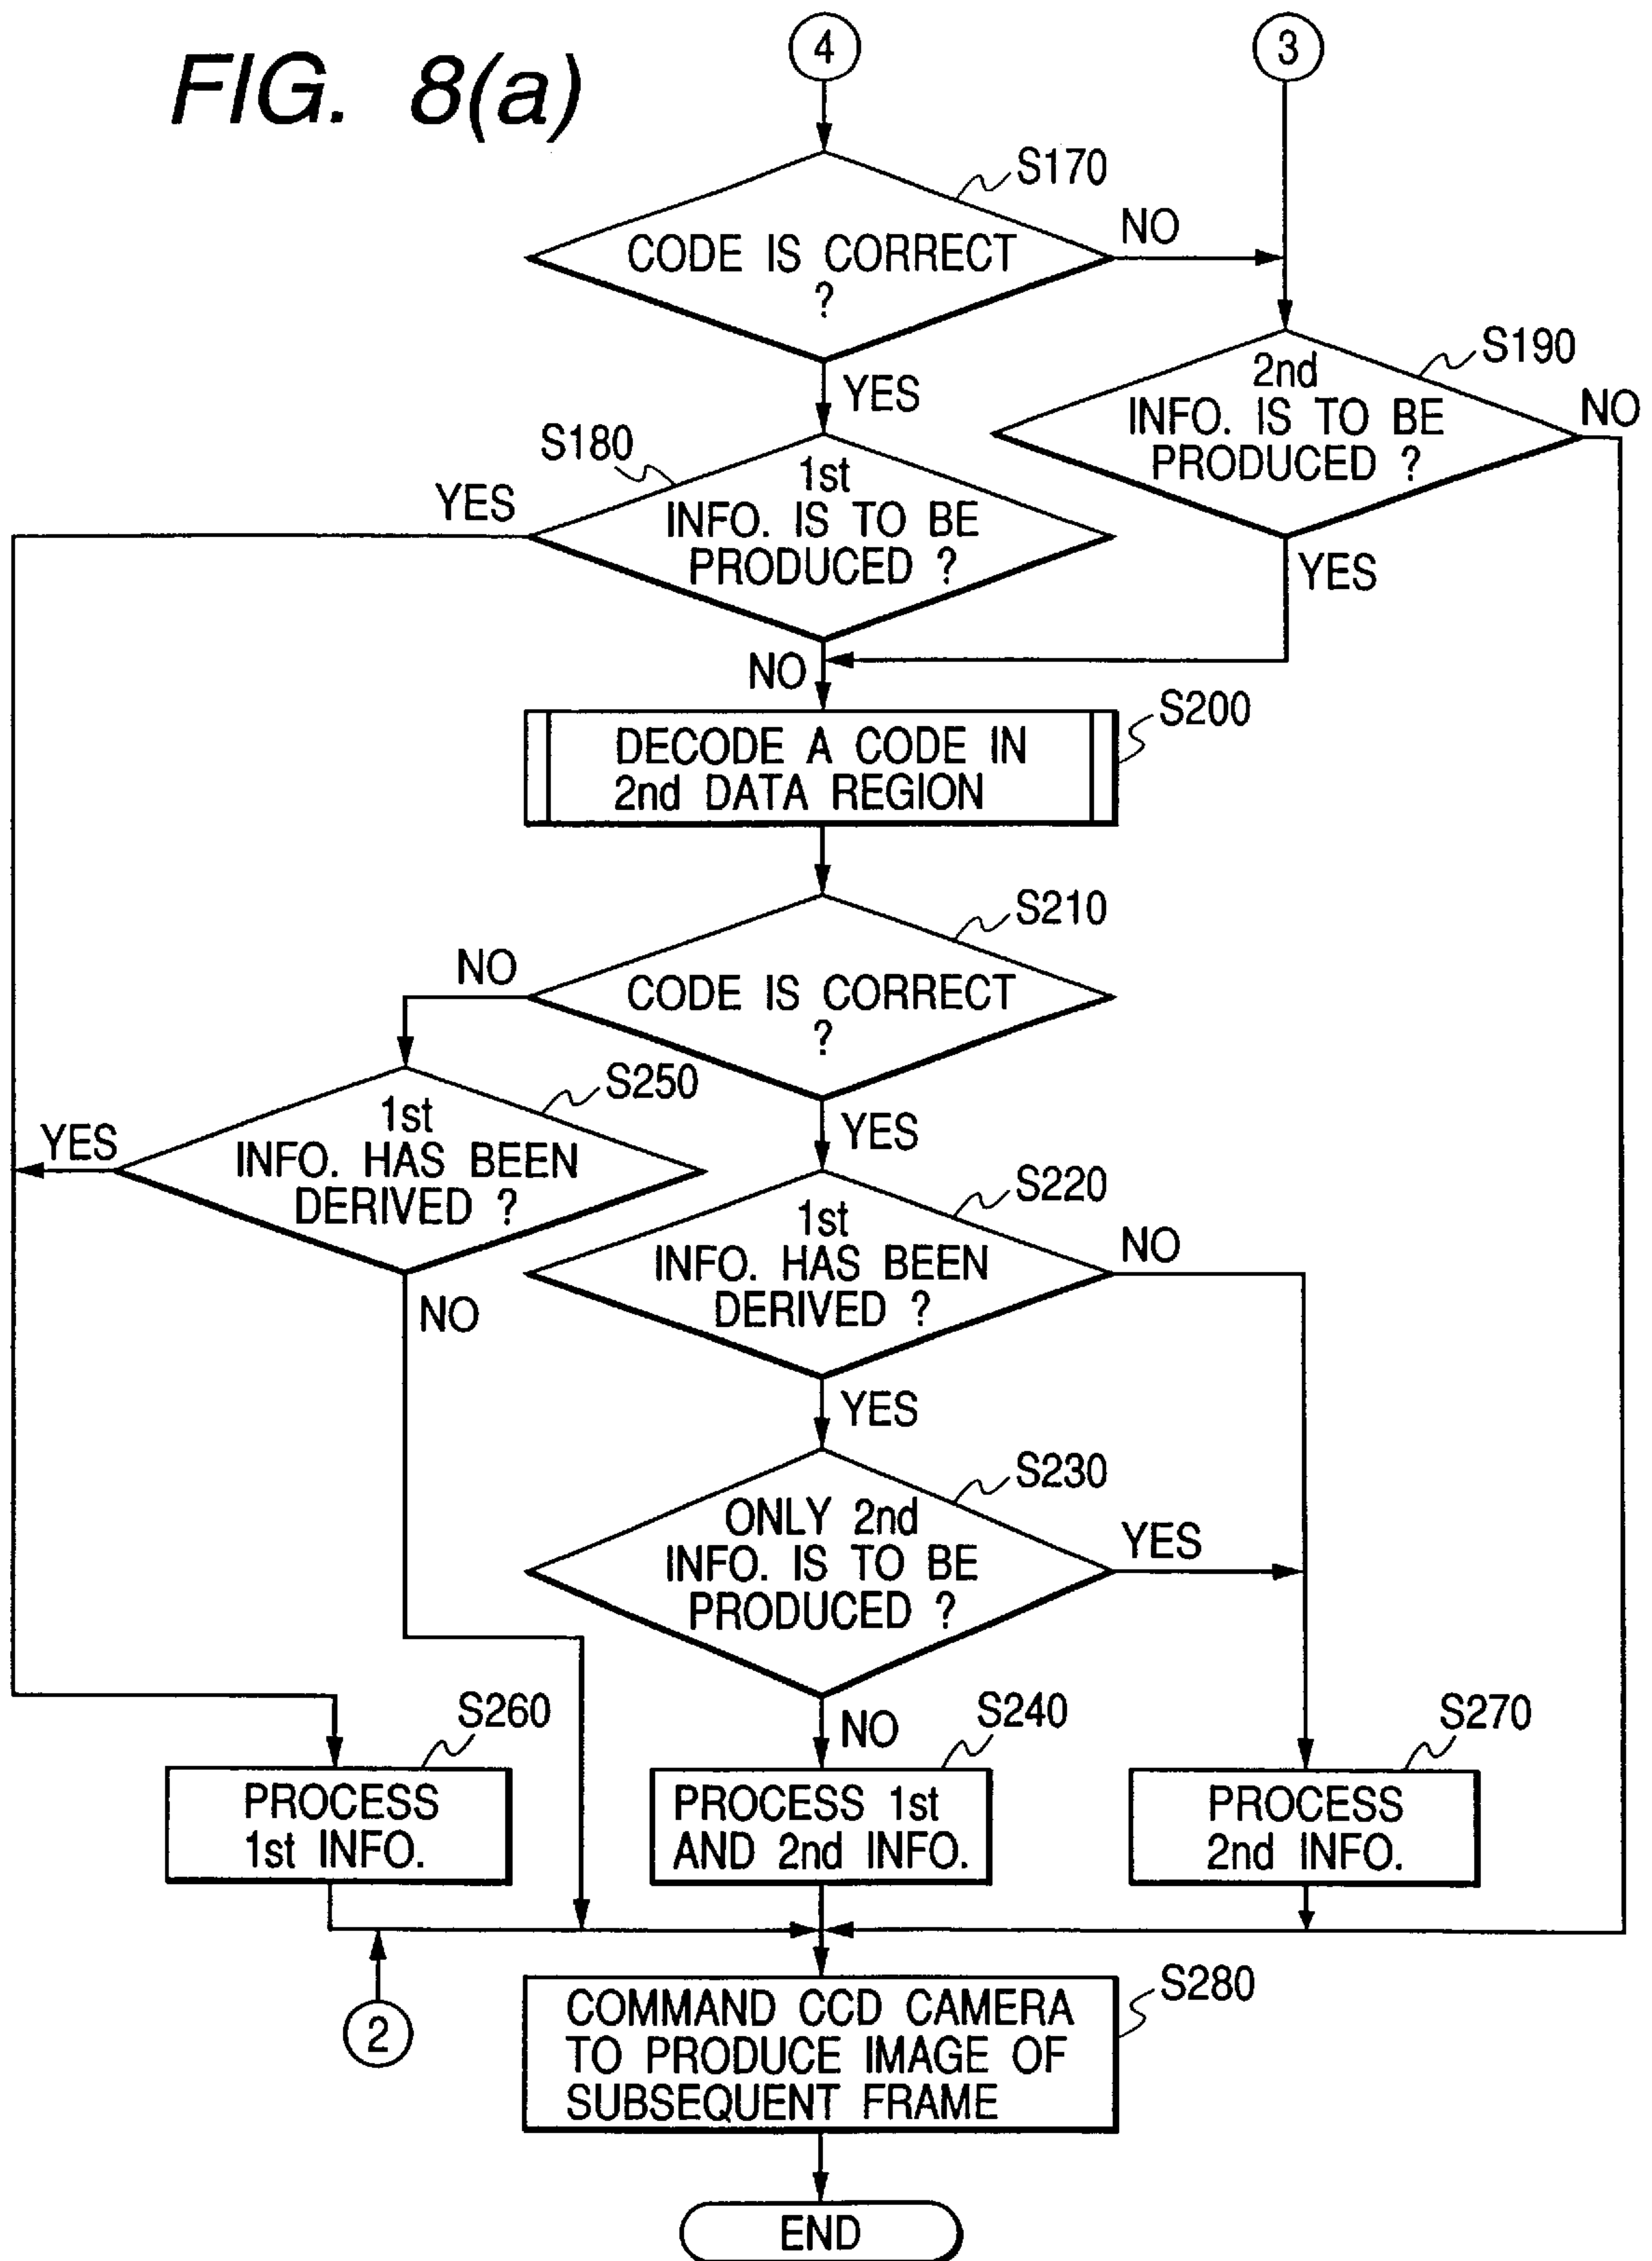 FIG. 8(a)
4
3
S170
CODE IS CORRECT
?
NO
YES
S190
2nd
INFO. IS TO BE
PRODUCED ?
NO
YES
S180
1st
INFO. IS TO BE
PRODUCED ?
YES
NO
S200
DECODE A CODE IN
2nd DATA REGION
S210
CODE IS CORRECT
?
NO
YES
S250
1st
INFO. HAS BEEN
DERIVED ?
YES
NO
S220
1st
INFO. HAS BEEN
DERIVED ?
NO
YES
S230
ONLY 2nd
INFO. IS TO BE
PRODUCED ?
YES
NO
S260
PROCESS
1st INFO.
S240
PROCESS 1st
AND 2nd INFO.
S270
PROCESS
2nd INFO.
2
S280
COMMAND CCD CAMERA
TO PRODUCE IMAGE OF
SUBSEQUENT FRAME
END